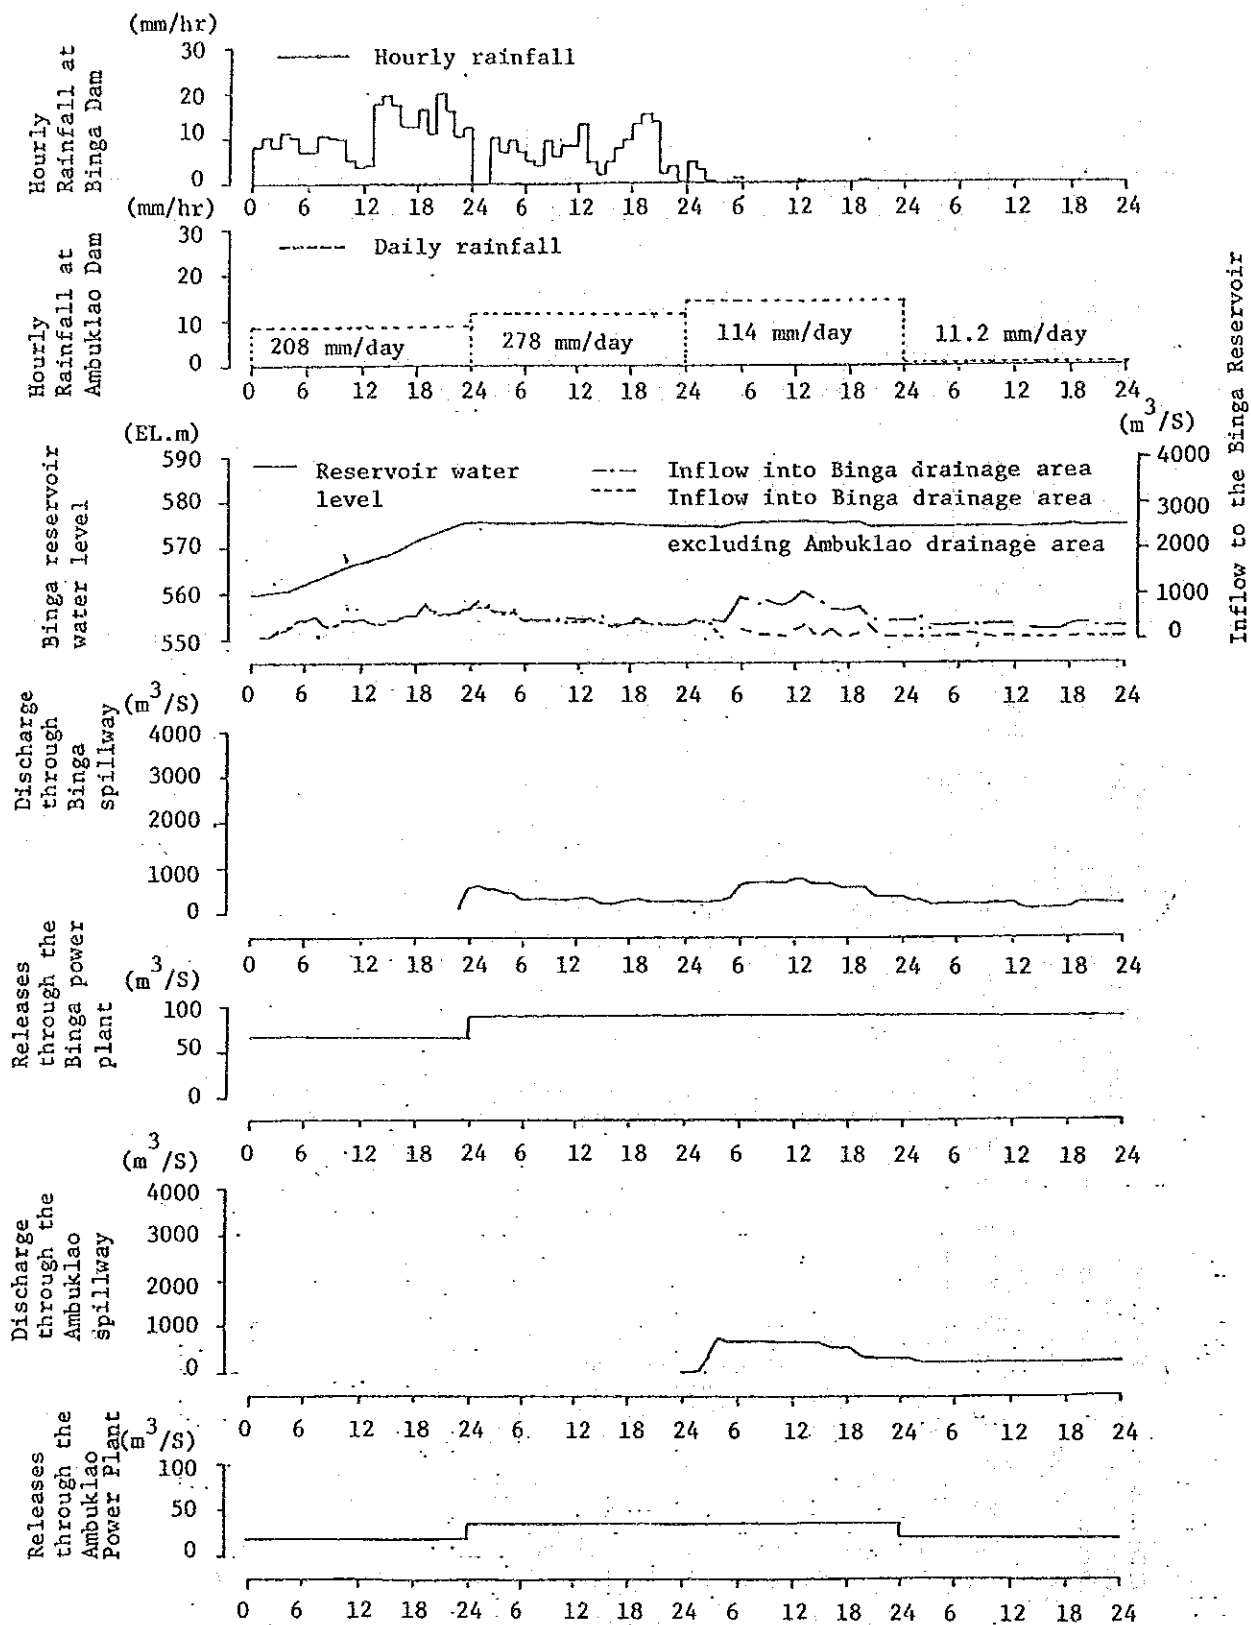 (mm/hr)
Hourly
Rainfall at
Binga Dam
30
20
10
0
Hourly rainfall
0 6 12 18 24 6 12 18 24 6 12 18 24 6 12 18 24
(mm/hr)
Hourly
Rainfall at
Ambuklao Dam
30
20
10
0
Daily rainfall
208 mm/day
278 mm/day
114 mm/day
11.2 mm/day
0 6 12 18 24 6 12 18 24 6 12 18 24 6 12 18 24
(EL.m)
Binga reservoir
water level
590
580
570
560
550
Reservoir water
level
Inflow into Binga drainage area
Inflow into Binga drainage area
excluding Ambuklao drainage area
(m3/S)
4000
3000
2000
1000
0
Inflow to the Binga Reservoir
0 6 12 18 24 6 12 18 24 6 12 18 24 6 12 18 24
(m3/S)
Discharge
through
Binga
spillway
4000
3000
2000
1000
0
0 6 12 18 24 6 12 18 24 6 12 18 24 6 12 18 24
(m3/S)
Releases
through the
Binga power
plant
100
50
0
0 6 12 18 24 6 12 18 24 6 12 18 24 6 12 18 24
(m3/S)
Discharge
through the
Ambuklao
spillway
4000
3000
2000
1000
0
0 6 12 18 24 6 12 18 24 6 12 18 24 6 12 18 24
(m3/S)
Releases
through the
Ambuklao
Power Plant
100
50
0
0 6 12 18 24 6 12 18 24 6 12 18 24 6 12 18 24